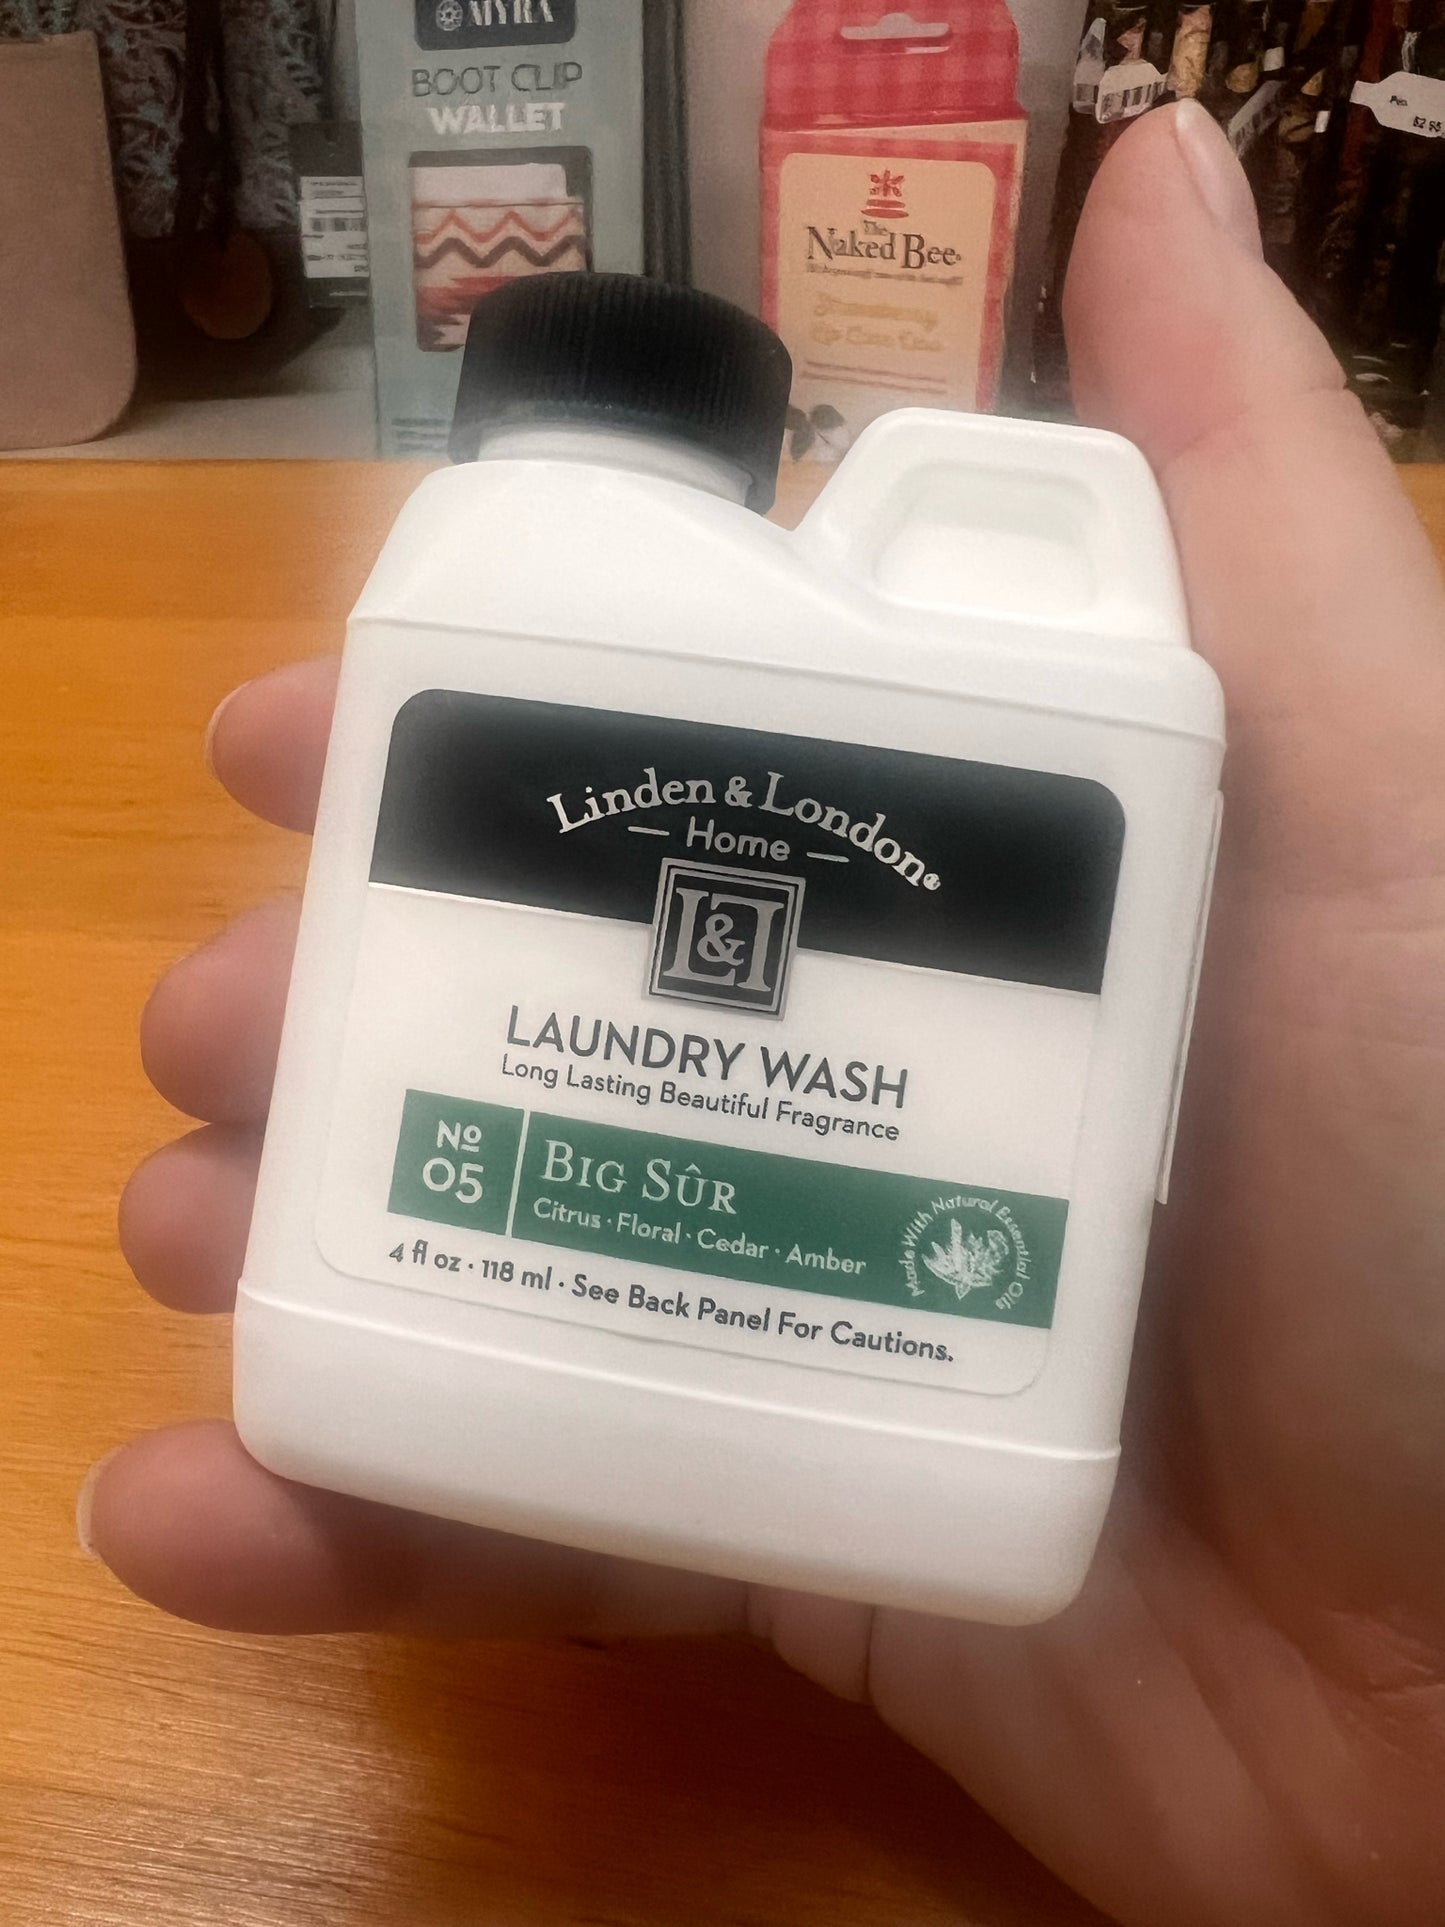 MYRA
BOOT CLIP
WALLET
The
Naked Bee
$2.95
Linden & London®
Home
L&L
LAUNDRY WASH
Long Lasting Beautiful Fragrance
Nº
05
BIG SÛR
Citrus · Floral · Cedar · Amber
Made With Natural Essential Oils
4 fl oz · 118 ml · See Back Panel For Cautions.